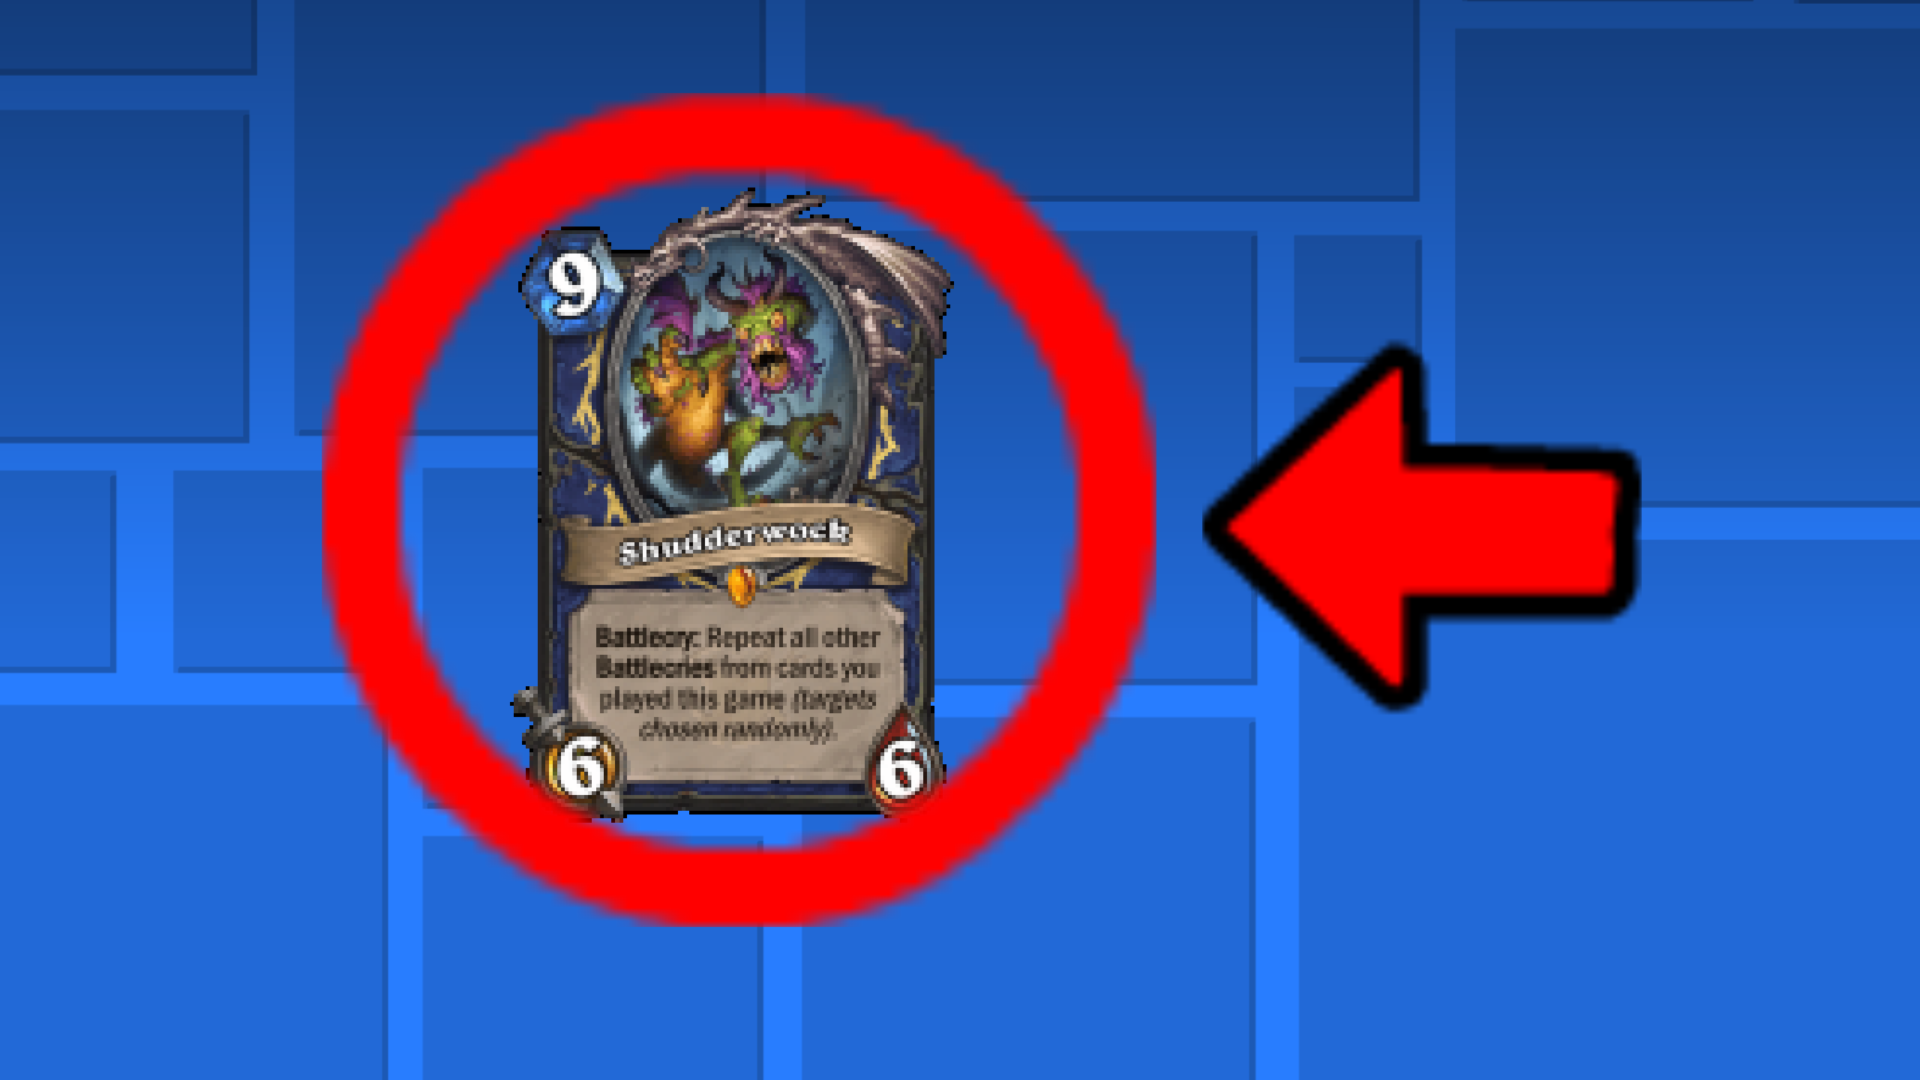 9
Shudderwock
Battlecry: Repeat all other
Battlecries from cards you
played this game (targets
chosen randomly).
6
6